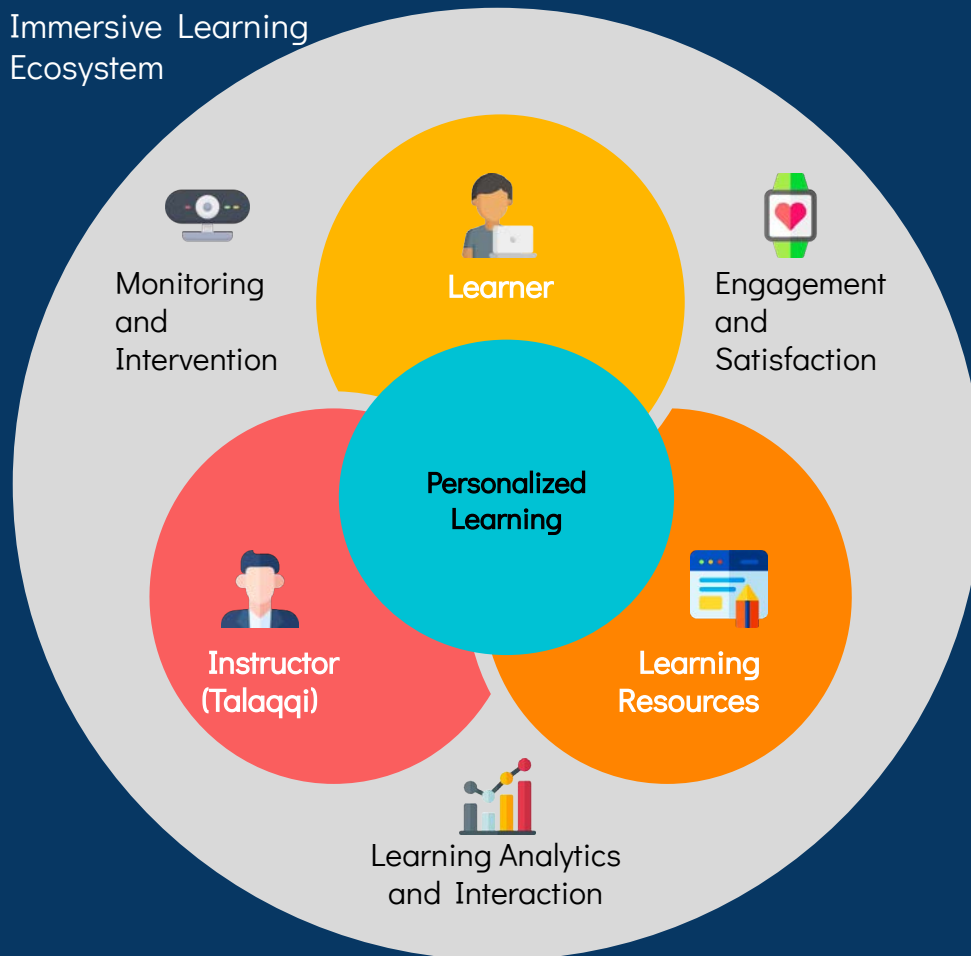 Immersive Learning
Ecosystem
Learner
Monitoring
and
Intervention
Engagement
and
Satisfaction
Personalized
Learning
Instructor
(Talaqqi)
Learning
Resources
Learning Analytics
and Interaction